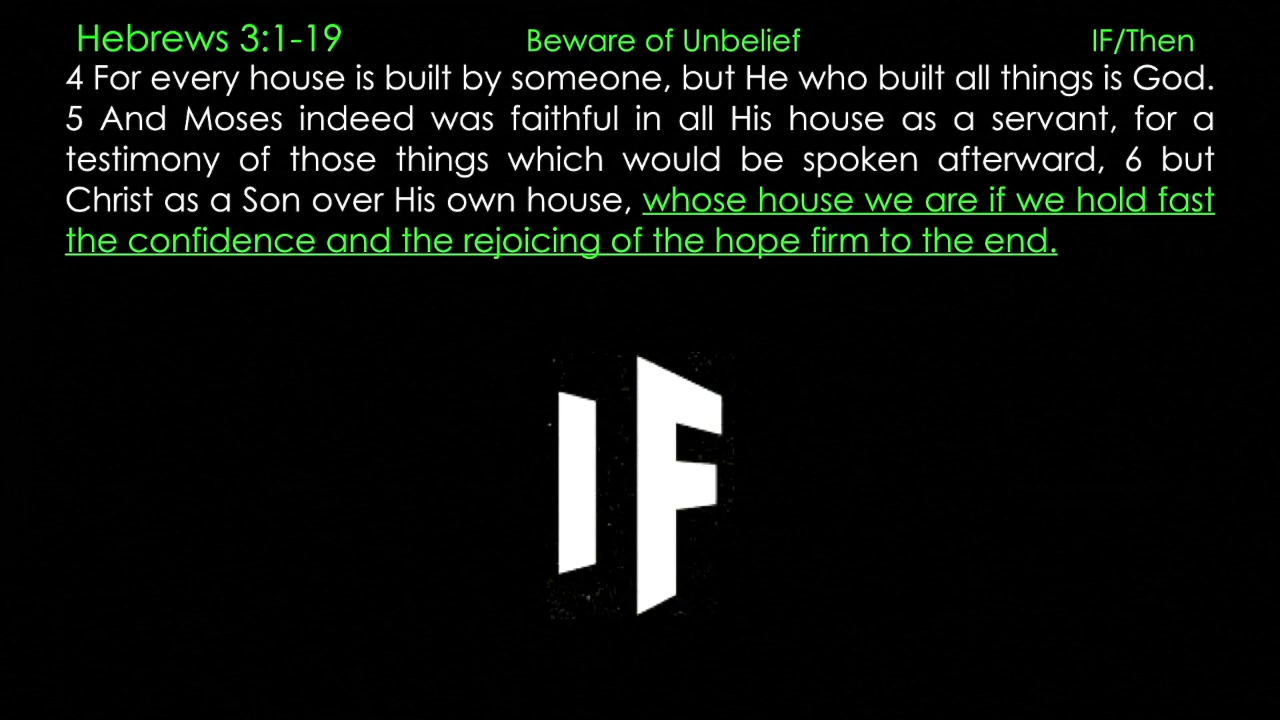 Hebrews 3:1-19 Beware of Unbelief IF/Then
4 For every house is built by someone, but He who built all things is God.
5 And Moses indeed was faithful in all His house as a servant, for a
testimony of those things which would be spoken afterward, 6 but
Christ as a Son over His own house, whose house we are if we hold fast
the confidence and the rejoicing of the hope firm to the end.
IF